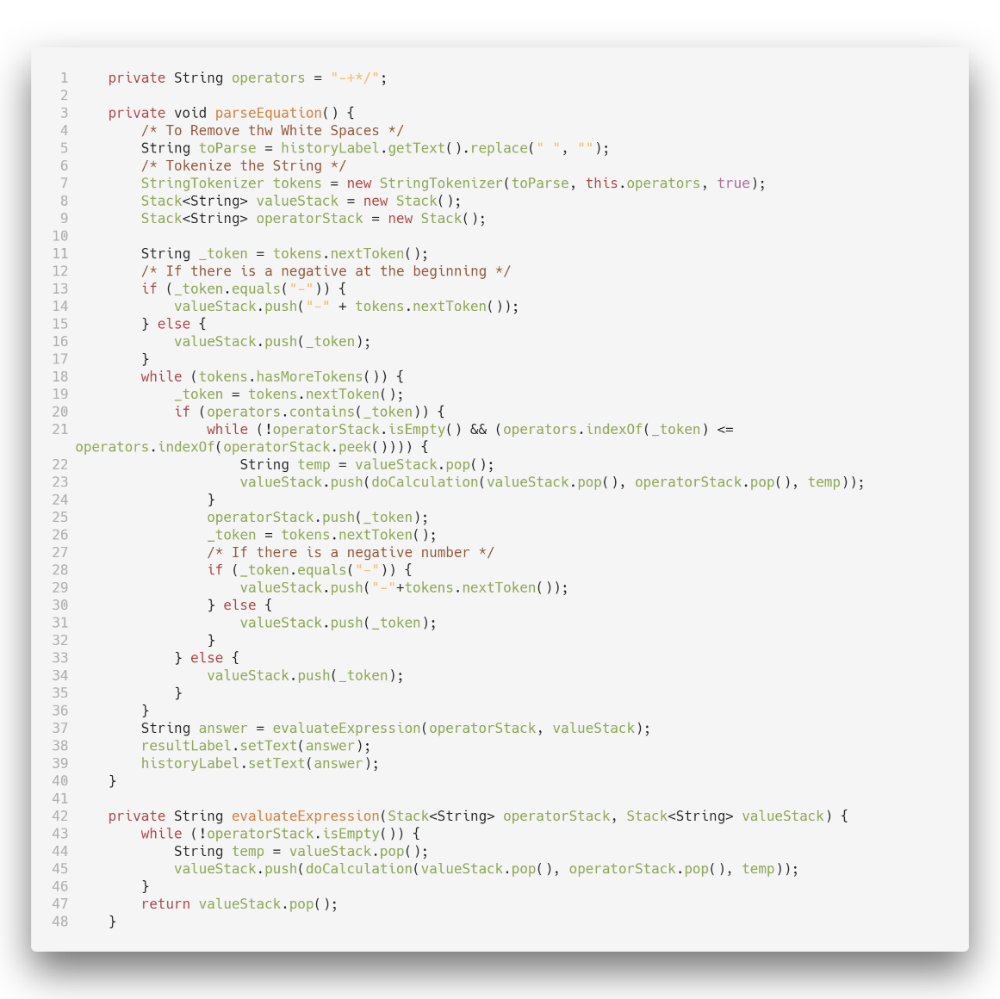 1     private String operators = "-+*/";
2
3     private void parseEquation() {
4         /* To Remove thw White Spaces */
5         String toParse = historyLabel.getText().replace(" ", "");
6         /* Tokenize the String */
7         StringTokenizer tokens = new StringTokenizer(toParse, this.operators, true);
8         Stack<String> valueStack = new Stack();
9         Stack<String> operatorStack = new Stack();
10
11         String _token = tokens.nextToken();
12         /* If there is a negative at the beginning */
13         if (_token.equals("-")) {
14             valueStack.push("-" + tokens.nextToken());
15         } else {
16             valueStack.push(_token);
17         }
18         while (tokens.hasMoreTokens()) {
19             _token = tokens.nextToken();
20             if (operators.contains(_token)) {
21                 while (!operatorStack.isEmpty() && (operators.indexOf(_token) <=
operators.indexOf(operatorStack.peek()))) {
22                     String temp = valueStack.pop();
23                     valueStack.push(doCalculation(valueStack.pop(), operatorStack.pop(), temp));
24                 }
25                 operatorStack.push(_token);
26                 _token = tokens.nextToken();
27                 /* If there is a negative number */
28                 if (_token.equals("-")) {
29                     valueStack.push("-"+tokens.nextToken());
30                 } else {
31                     valueStack.push(_token);
32                 }
33             } else {
34                 valueStack.push(_token);
35             }
36         }
37         String answer = evaluateExpression(operatorStack, valueStack);
38         resultLabel.setText(answer);
39         historyLabel.setText(answer);
40     }
41
42     private String evaluateExpression(Stack<String> operatorStack, Stack<String> valueStack) {
43         while (!operatorStack.isEmpty()) {
44             String temp = valueStack.pop();
45             valueStack.push(doCalculation(valueStack.pop(), operatorStack.pop(), temp));
46         }
47         return valueStack.pop();
48     }